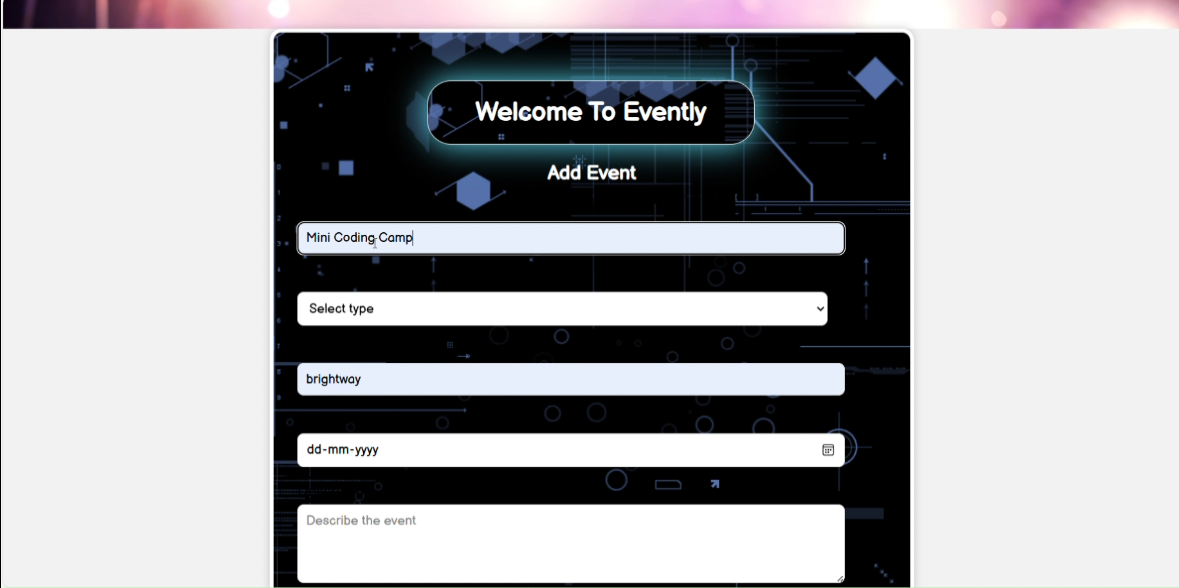 Welcome To Evently
Add Event
Mini Coding Camp
Select type
brightway
dd-mm-yyyy
Describe the event